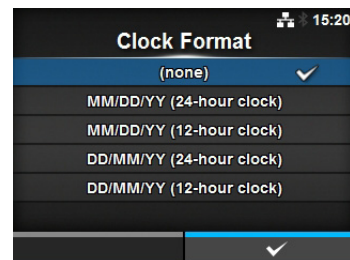 15:20
Clock Format
(none)
MM/DD/YY (24-hour clock)
MM/DD/YY (12-hour clock)
DD/MM/YY (24-hour clock)
DD/MM/YY (12-hour clock)